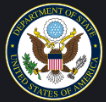 DEPARTMENT OF STATE
UNITED STATES OF AMERICA